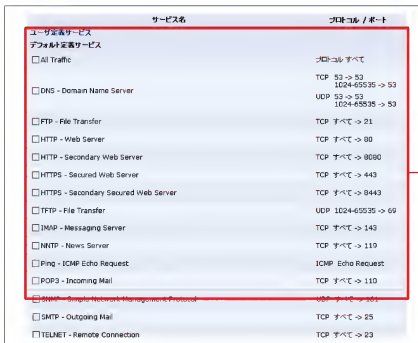 サービス名 プロトコル / ポート
ユーザ定義サービス
デフォルト定義サービス
All Traffic プロトコル すべて
DNS - Domain Name Server TCP 53 -> 53
1024-65535 -> 53
UDP 53 -> 53
1024-65535 -> 53
FTP - File Transfer TCP すべて -> 21
HTTP - Web Server TCP すべて -> 80
HTTP - Secondary Web Server TCP すべて -> 8080
HTTPS - Secured Web Server TCP すべて -> 443
HTTPS - Secondary Secured Web Server TCP すべて -> 8443
TFTP - File Transfer UDP 1024-65535 -> 69
IMAP - Messaging Server TCP すべて -> 143
NNTP - News Server TCP すべて -> 119
Ping - ICMP Echo Request ICMP Echo Request
POP3 - Incoming Mail TCP すべて -> 110
SNMP - Simple Network Management Protocol UDP すべて -> 161
SMTP - Outgoing Mail TCP すべて -> 25
TELNET - Remote Connection TCP すべて -> 23